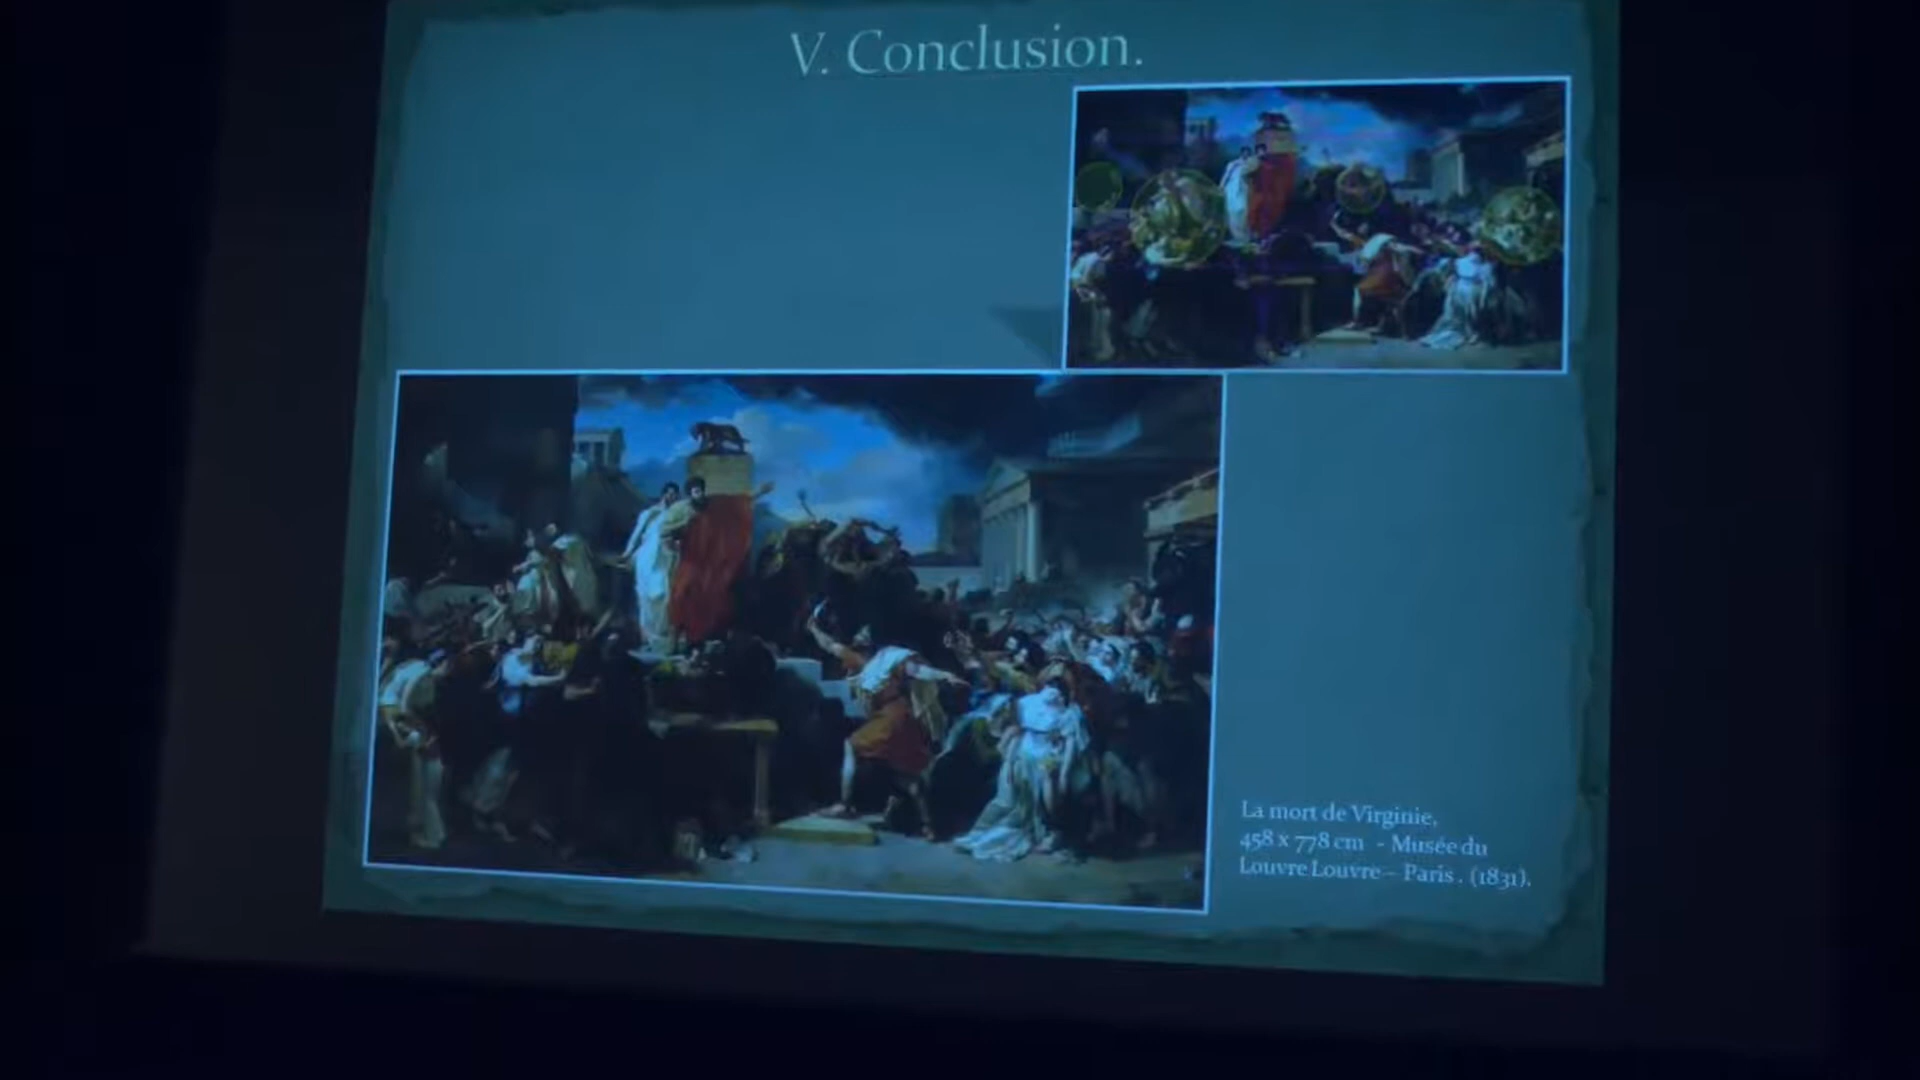 V. Conclusion.
La mort de Virginie,
458 x 778 cm - Musée du
Louvre Louvre – Paris . (1831).